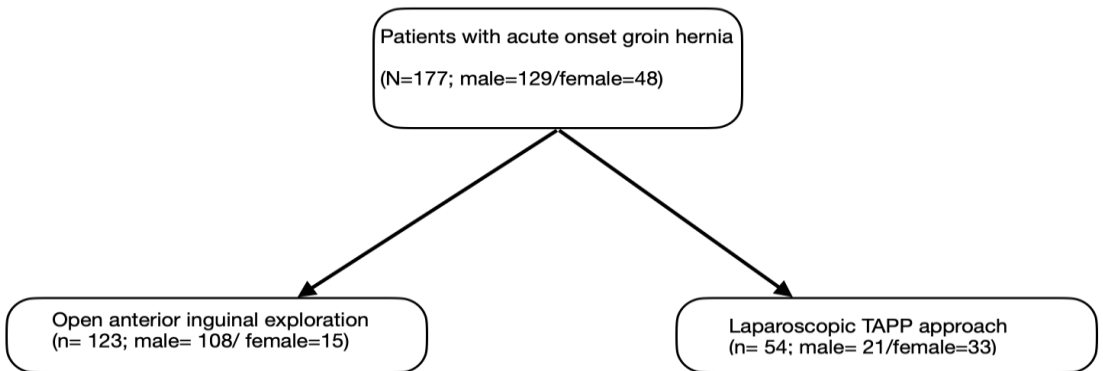 Patients with acute onset groin hernia
(N=177; male=129/female=48)
Open anterior inguinal exploration
(n= 123; male= 108/ female=15)
Laparoscopic TAPP approach
(n= 54; male= 21/female=33)